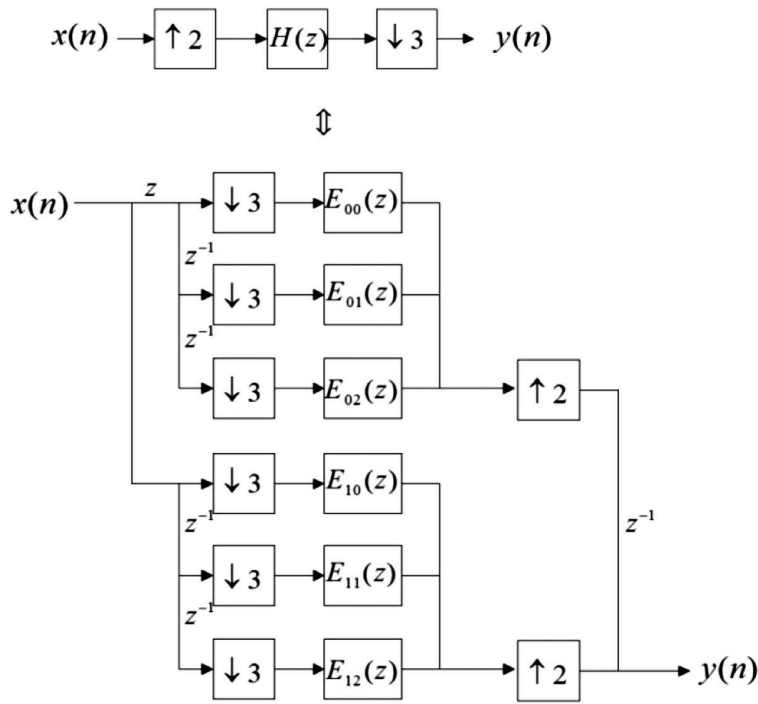 x(n) ↑2 H(z) ↓3 y(n)
⇕
x(n) z ↓3 E₀₀(z)
z⁻¹
↓3 E₀₁(z)
z⁻¹
↓3 E₀₂(z) ↑2
↓3 E₁₀(z)
z⁻¹ z⁻¹
↓3 E₁₁(z)
z⁻¹
↓3 E₁₂(z) ↑2 y(n)